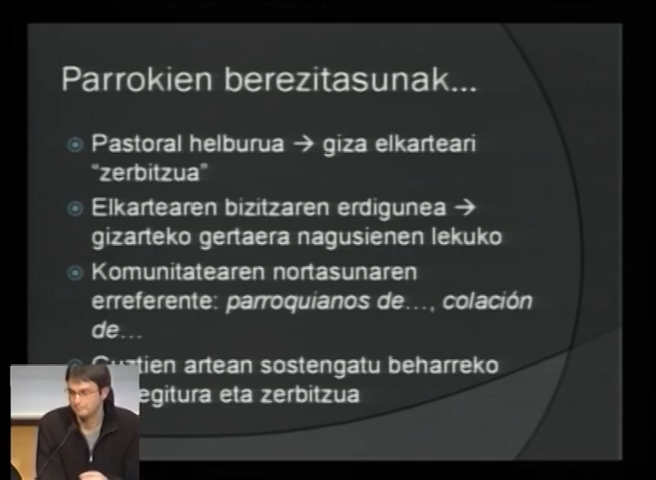 Parrokien berezitasunak...
Pastoral helburua → giza elkarteari
"zerbitzua"
Elkartearen bizitzaren erdigunea →
gizarteko gertaera nagusienen lekuko
Komunitatearen nortasunaren
erreferente: parroquianos de..., colación
de...
Guztien artean sostengatu beharreko
eta zerbitzua